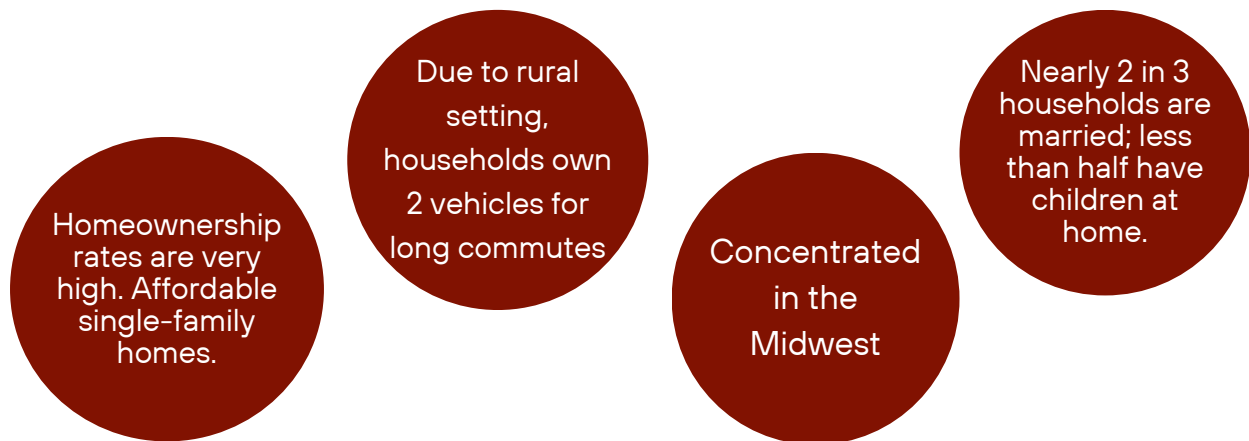 Homeownership
rates are very
high. Affordable
single-family
homes.
Due to rural
setting,
households own
2 vehicles for
long commutes
Concentrated
in the
Midwest
Nearly 2 in 3
households are
married; less
than half have
children at
home.